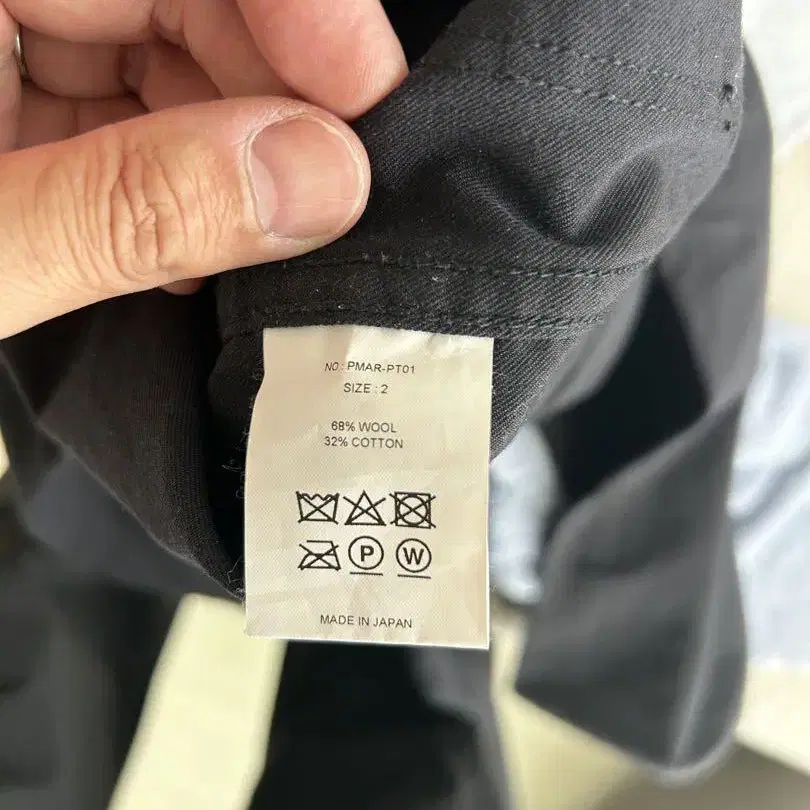 NO: PMAR-PT01
SIZE : 2
68% WOOL
32% COTTON
P W
MADE IN JAPAN